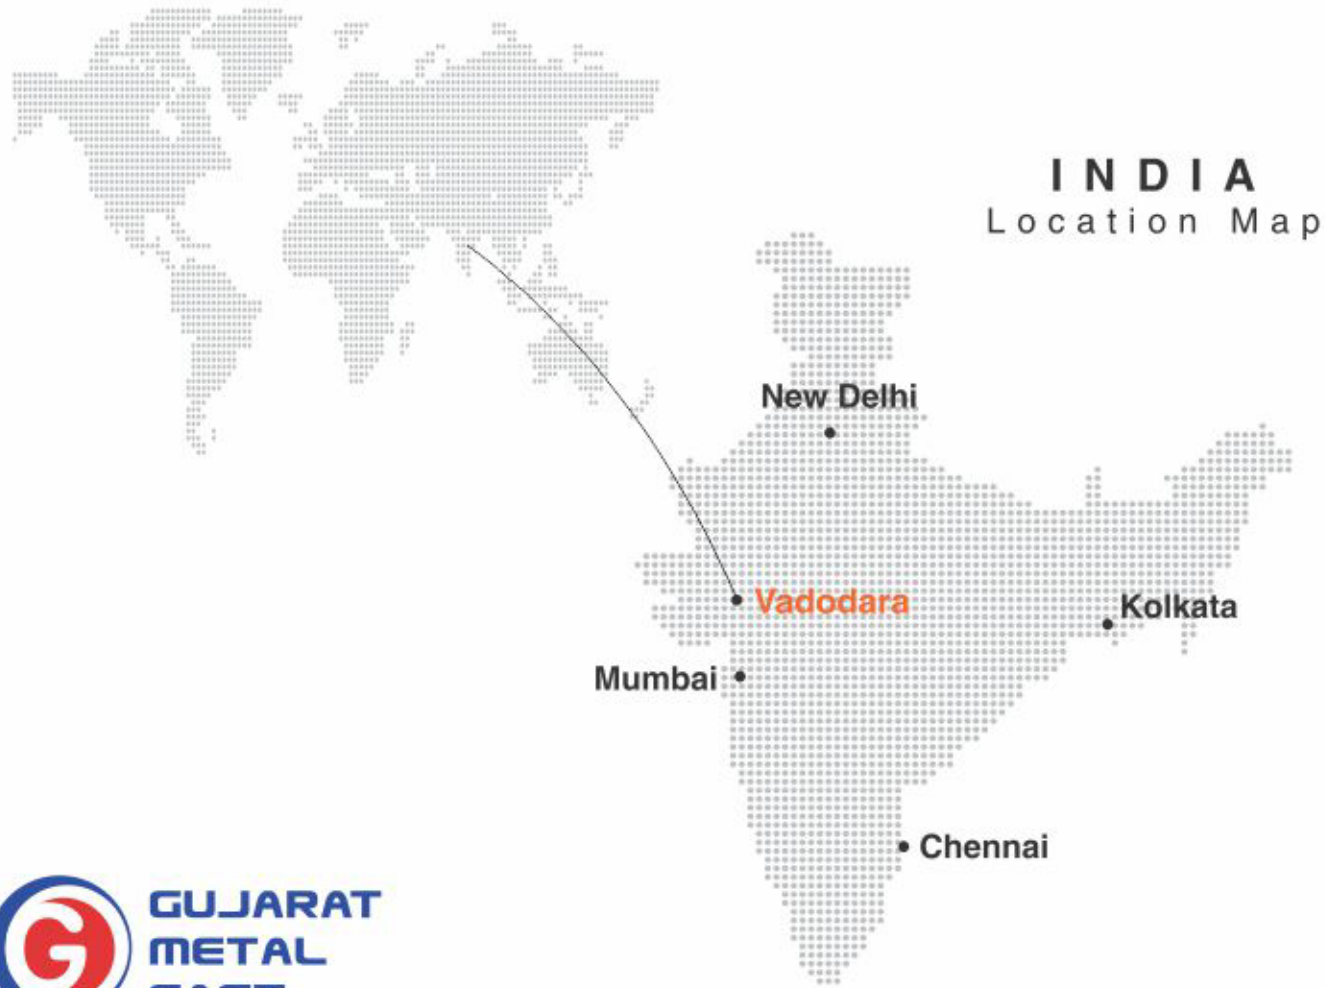 INDIA
Location Map
New Delhi
Vadodara
Kolkata
Mumbai
Chennai
G
GUJARAT
METAL